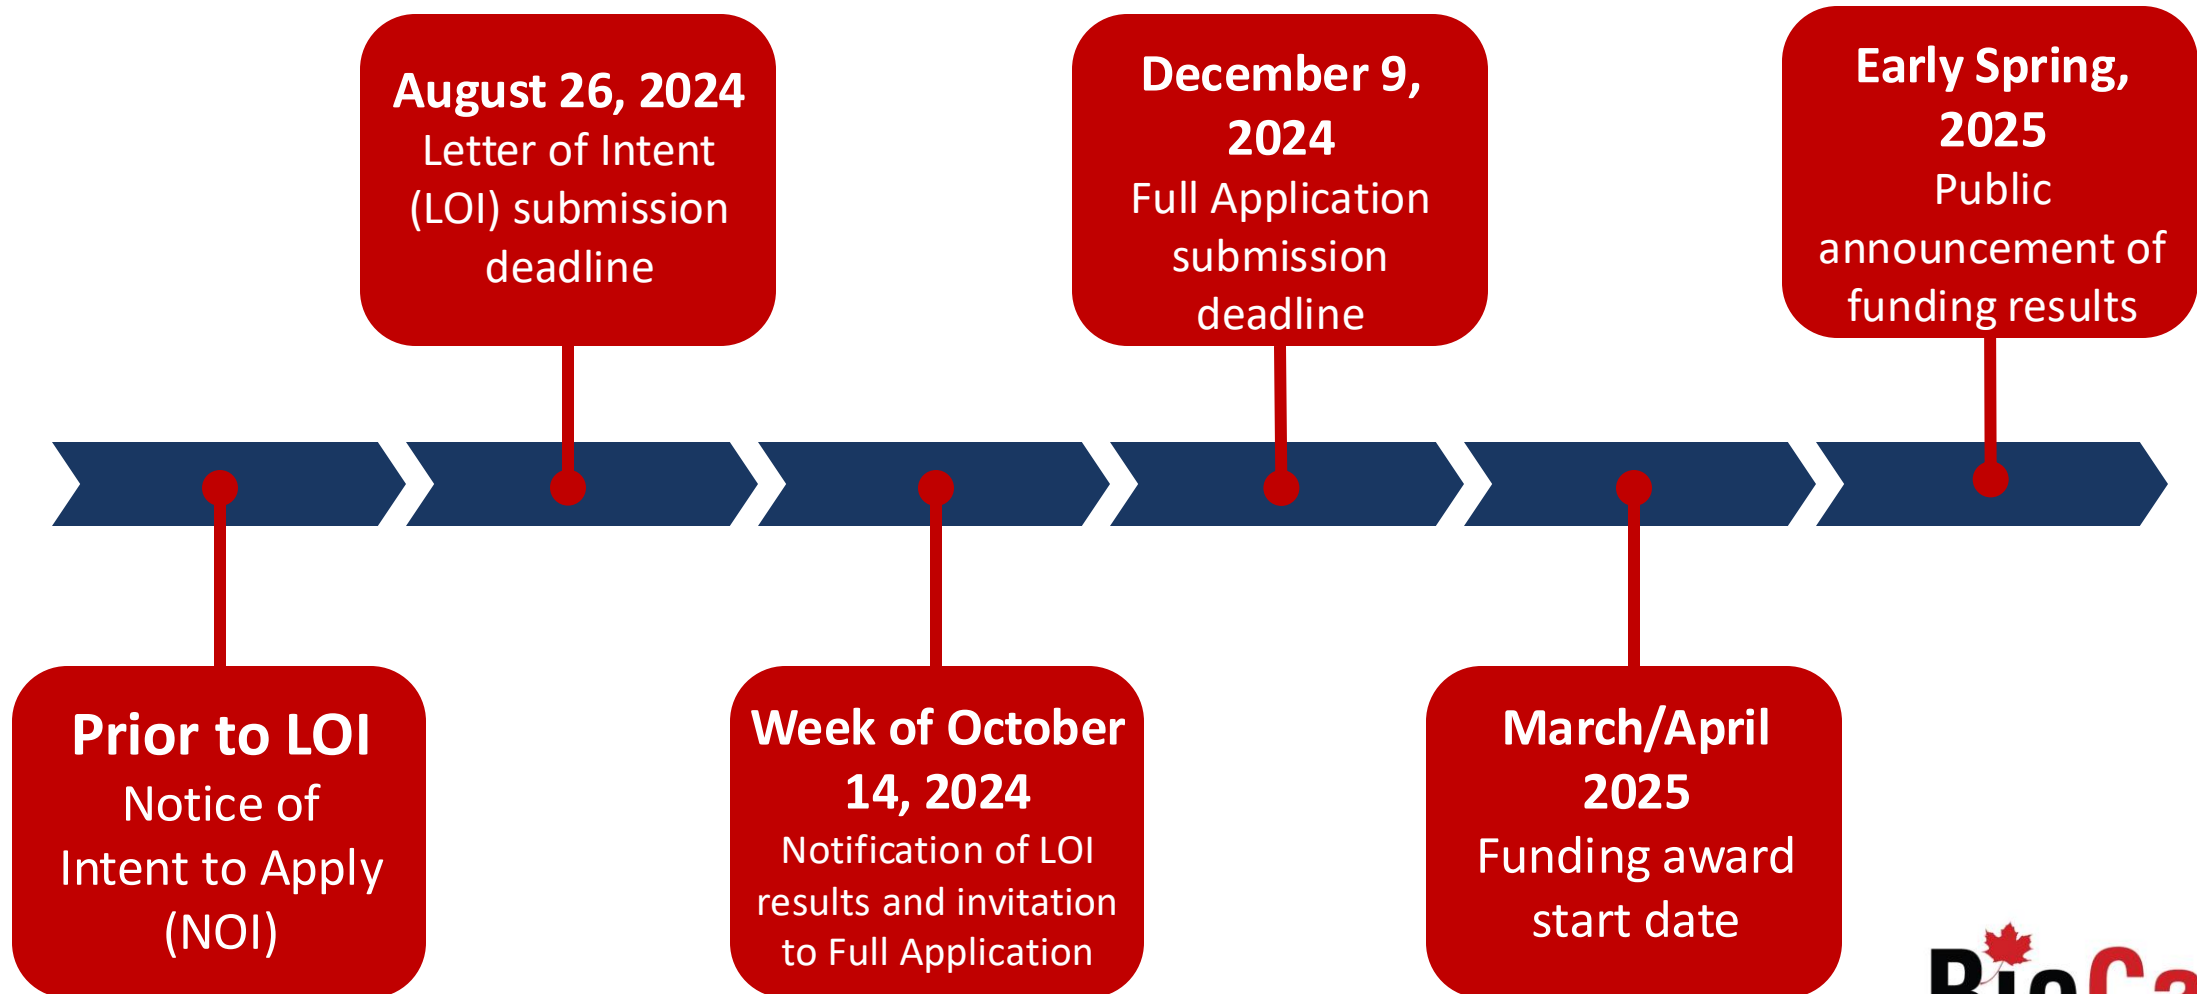 August 26, 2024
Letter of Intent
(LOI) submission
deadline
December 9,
2024
Full Application
submission
deadline
Early Spring,
2025
Public
announcement of
funding results
Prior to LOI
Notice of
Intent to Apply
(NOI)
Week of October
14, 2024
Notification of LOI
results and invitation
to Full Application
March/April
2025
Funding award
start date
BioCa